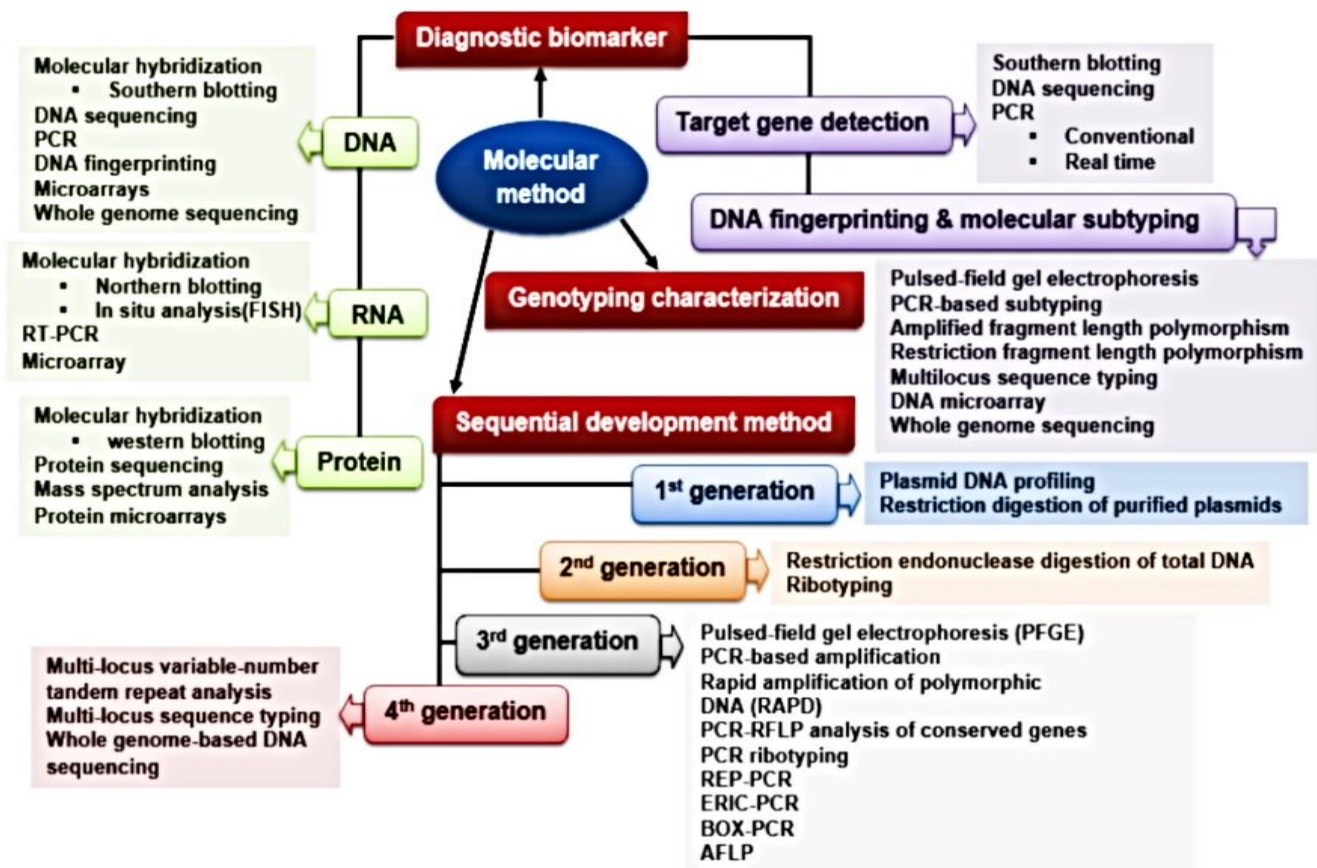 Diagnostic biomarker
Molecular hybridization
▪ Southern blotting
DNA sequencing
PCR
DNA fingerprinting
Microarrays
Whole genome sequencing
DNA
Molecular hybridization
▪ Northern blotting
▪ In situ analysis(FISH)
RT-PCR
Microarray
RNA
Molecular hybridization
▪ western blotting
Protein sequencing
Mass spectrum analysis
Protein microarrays
Protein
Molecular
method
Target gene detection
Southern blotting
DNA sequencing
PCR
▪ Conventional
▪ Real time
DNA fingerprinting & molecular subtyping
Pulsed-field gel electrophoresis
PCR-based subtyping
Amplified fragment length polymorphism
Restriction fragment length polymorphism
Multilocus sequence typing
DNA microarray
Whole genome sequencing
Genotyping characterization
Sequential development method
1st generation
Plasmid DNA profiling
Restriction digestion of purified plasmids
2nd generation
Restriction endonuclease digestion of total DNA
Ribotyping
3rd generation
Pulsed-field gel electrophoresis (PFGE)
PCR-based amplification
Rapid amplification of polymorphic
DNA (RAPD)
PCR-RFLP analysis of conserved genes
PCR ribotyping
REP-PCR
ERIC-PCR
BOX-PCR
AFLP
4th generation
Multi-locus variable-number
tandem repeat analysis
Multi-locus sequence typing
Whole genome-based DNA
sequencing